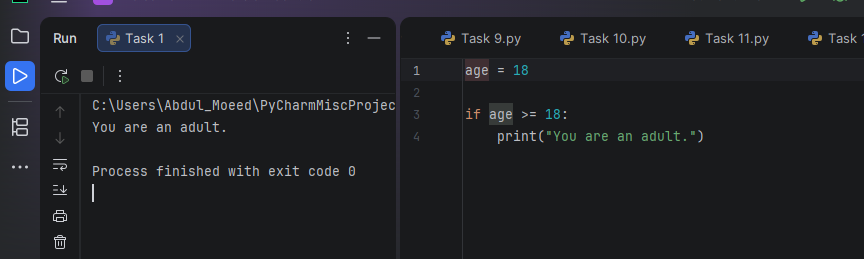 Run
Task 1
Task 9.py
Task 10.py
Task 11.py
C:\Users\Abdul_Moeed\PyCharmMiscProjec
You are an adult.
Process finished with exit code 0
1
age = 18
2
3
if age >= 18:
4
print("You are an adult.")